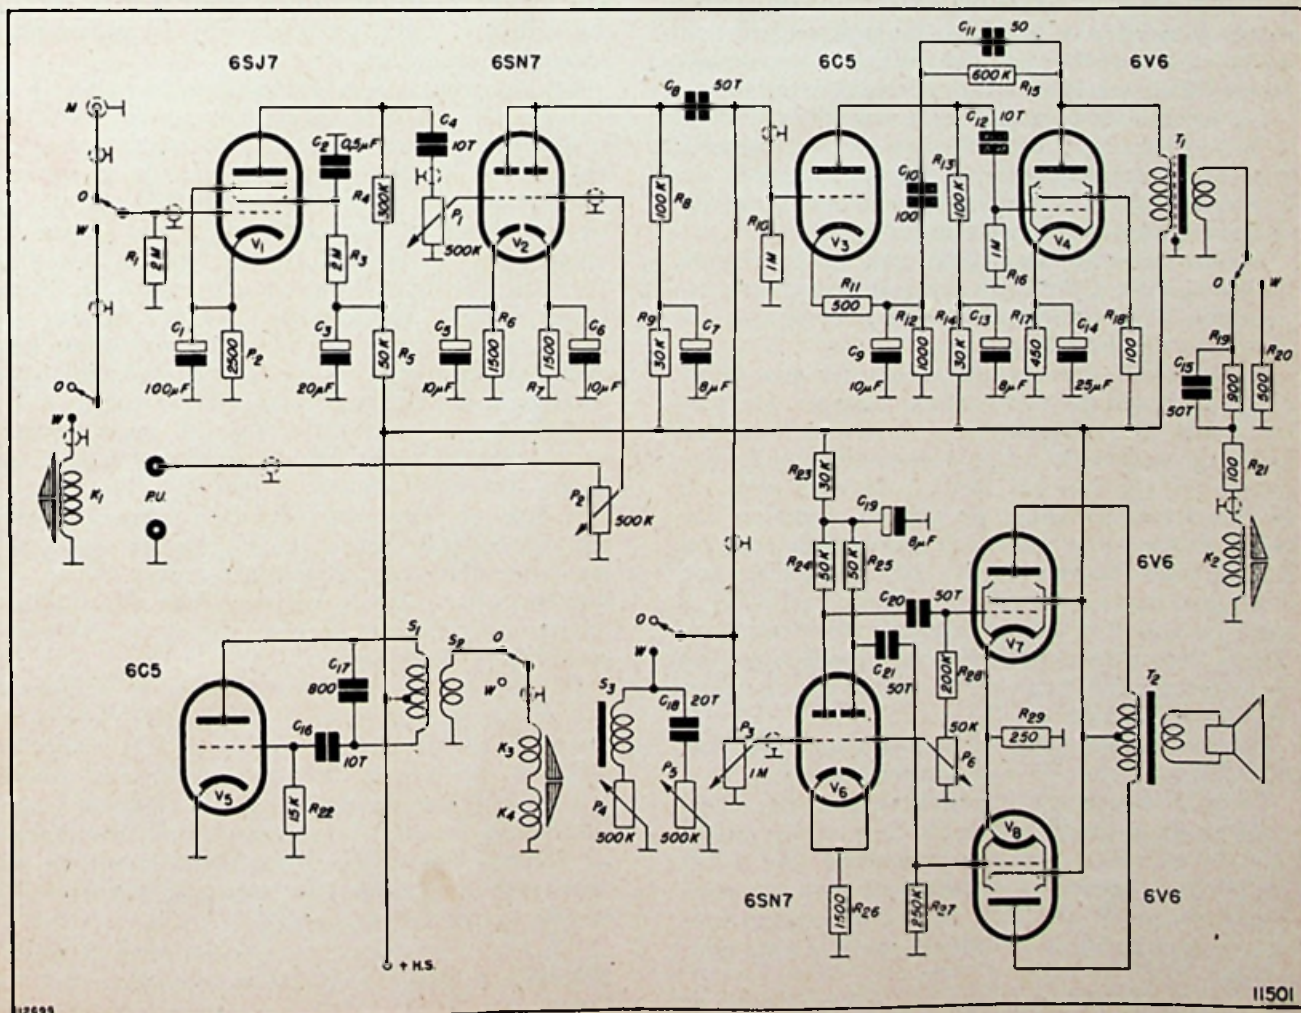 6SJ7
6SN7
6C5
6V6
M
O
W
R1
2M
V1
C1
100μF
2500
C2
0,5μF
R3
2M
C3
20μF
R4
300K
R5
50K
C4
10T
P1
500K
V2
C5
10μF
R6
1500
R7
1500
C6
10μF
R8
100K
R9
30K
C7
8μF
C8
50T
R10
1M
V3
R11
500
C9
10μF
R12
1000
C10
100
C11
50
600K
R15
C12
10T
R13
100K
R14
30K
C13
8μF
1M
R16
V4
R17
450
C14
25μF
R18
100
T1
O
W
R19
900
R20
500
C15
50T
R21
100
K2
O
W
K1
P.U.
P2
500K
6C5
V5
C17
800
C16
10T
15K
R22
S1
S2
O
W
K3
K4
O
W
S3
C18
20T
P4
500K
P5
500K
P3
1M
R23
30K
C19
8μF
R24
50K
50K
R25
C20
50T
C21
50T
V6
6SN7
1500
R26
250K
R27
200K
R28
50K
P6
6V6
V7
R29
250
V8
6V6
T2
+ H.S.
11501